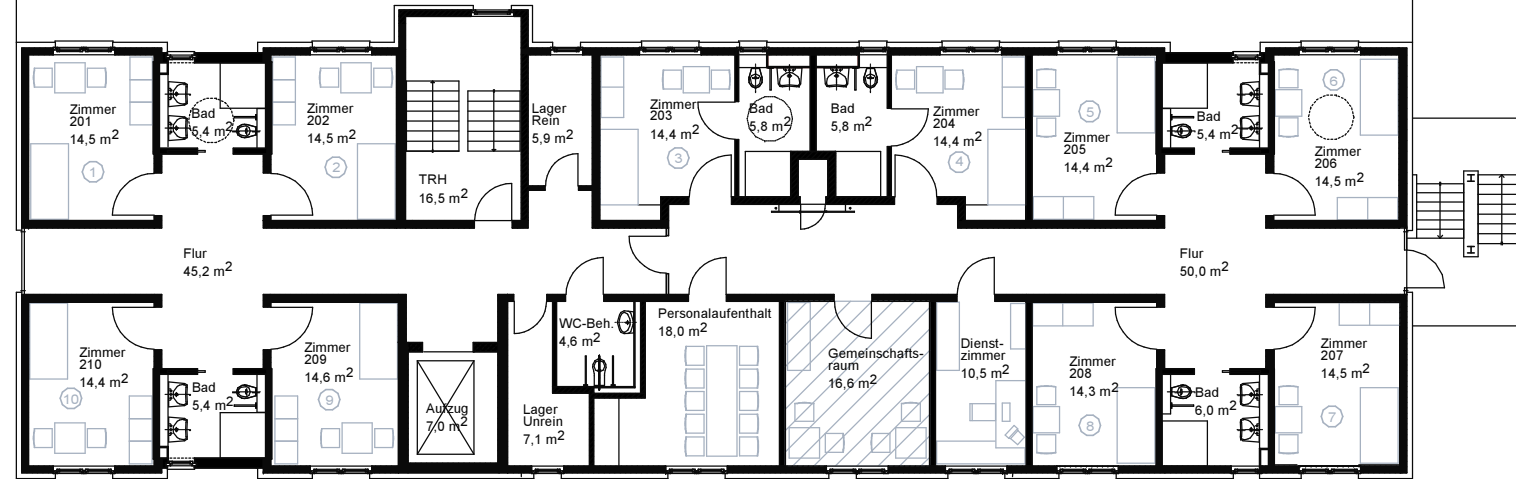 Zimmer
201
14,5 m²
1
Bad
5,4 m²
Zimmer
202
14,5 m²
2
TRH
16,5 m²
Lager
Rein
5,9 m²
Zimmer
203
14,4 m²
3
Bad
5,8 m²
Bad
5,8 m²
Zimmer
204
14,4 m²
4
5
Zimmer
205
14,4 m²
Bad
5,4 m²
6
Zimmer
206
14,5 m²
Flur
45,2 m²
Flur
50,0 m²
H
H
Zimmer
210
14,4 m²
10
Bad
5,4 m²
Zimmer
209
14,6 m²
9
Aufzug
7,0 m²
Lager
Unrein
7,1 m²
WC-Beh.
4,6 m²
Personalaufenthalt
18,0 m²
Gemeinschafts-
raum
16,6 m²
Dienst-
zimmer
10,5 m²
Zimmer
208
14,3 m²
8
Bad
6,0 m²
Zimmer
207
14,5 m²
7